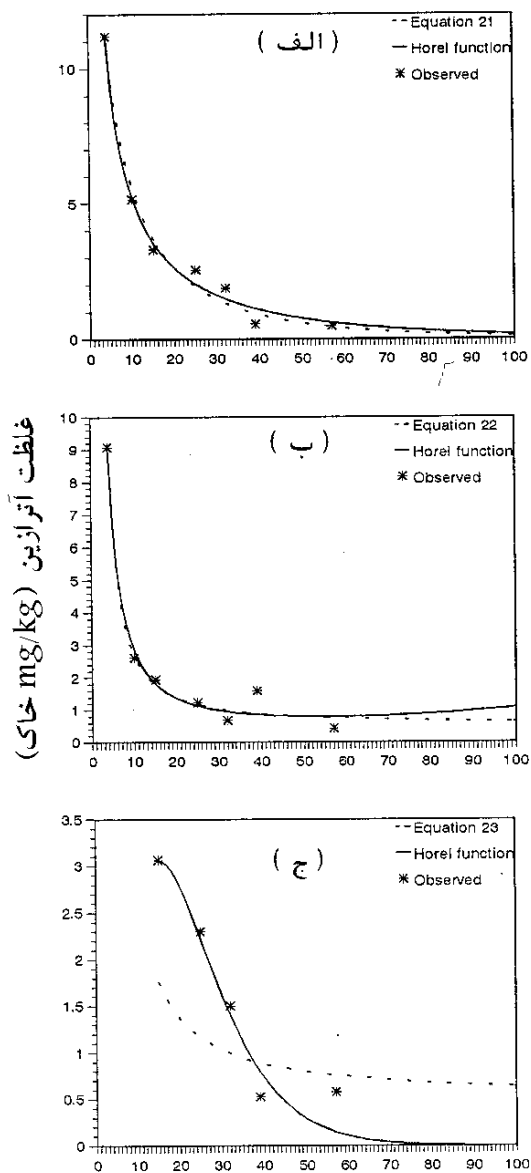 ( الف )
- - Equation 21
— Horel function
* Observed
10
5
0
0 10 20 30 40 50 60 70 80 90 100
غلظت آترازین (mg/kg خاک)
( ب )
- - Equation 22
— Horel function
* Observed
10
9
8
7
6
5
4
3
2
1
0
0 10 20 30 40 50 60 70 80 90 100
( ج )
- - Equation 23
— Horel function
* Observed
3.5
3
2.5
2
1.5
1
0.5
0
0 10 20 30 40 50 60 70 80 90 100